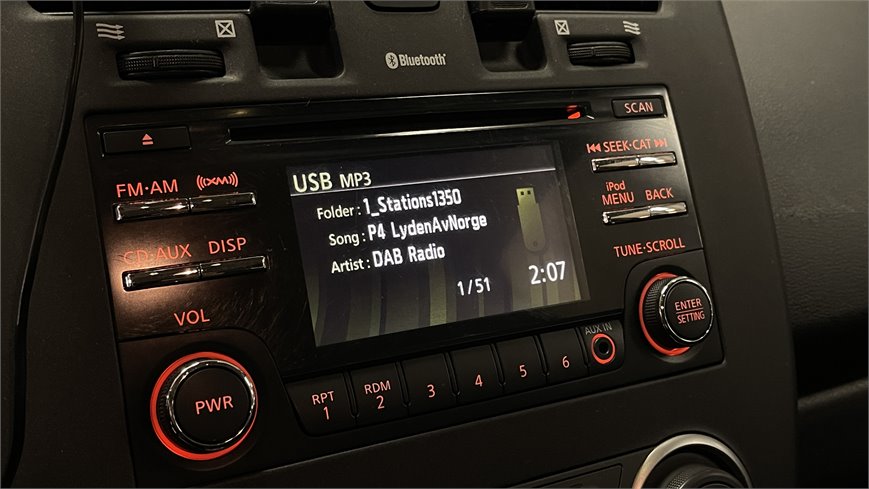 Bluetooth®
SCAN
FM·AM
((XM))
SEEK·CAT
iPod
MENU
BACK
CD·AUX
DISP
TUNE·SCROLL
USB MP3
Folder : 1_Stations1350
Song : P4 LydenAvNorge
Artist : DAB Radio
1/51
2:07
VOL
PWR
ENTER
SETTING
AUX IN
RPT
1
RDM
2
3
4
5
6